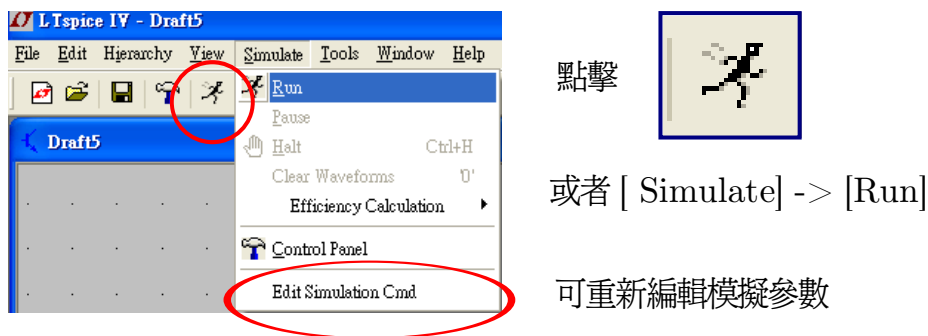 LTspice IV - Draft5
File Edit Hierarchy View Simulate Tools Window Help
Run
Pause
Halt Ctrl+H
Clear Waveforms '0'
Efficiency Calculation
Control Panel
Edit Simulation Cmd
Draft5
點擊
或者 [ Simulate] -> [Run]
可重新編輯模擬參數